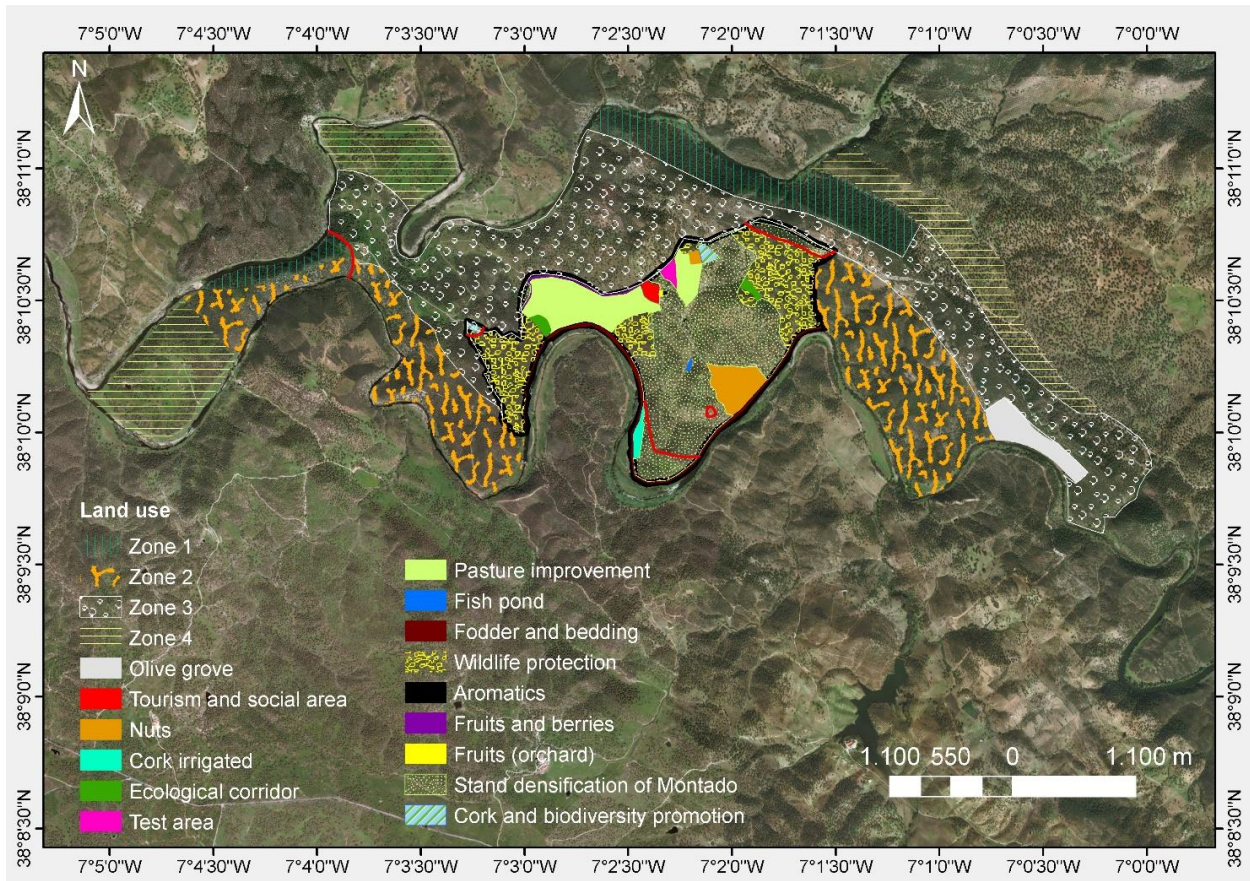 7°5'0"W 7°4'30"W 7°4'0"W 7°3'30"W 7°3'0"W 7°2'30"W 7°2'0"W 7°1'30"W 7°1'0"W 7°0'30"W 7°0'0"W
N
38°11'0"N 38°11'0"N
38°10'30"N 38°10'30"N
38°10'0"N 38°10'0"N
38°9'30"N 38°9'30"N
38°9'0"N 38°9'0"N
38°8'30"N 38°8'30"N
Land use
Zone 1
Zone 2
Zone 3
Zone 4
Olive grove
Tourism and social area
Nuts
Cork irrigated
Ecological corridor
Test area
Pasture improvement
Fish pond
Fodder and bedding
Wildlife protection
Aromatics
Fruits and berries
Fruits (orchard)
Stand densification of Montado
Cork and biodiversity promotion
1.100 550 0 1.100 m
7°5'0"W 7°4'30"W 7°4'0"W 7°3'30"W 7°3'0"W 7°2'30"W 7°2'0"W 7°1'30"W 7°1'0"W 7°0'30"W 7°0'0"W